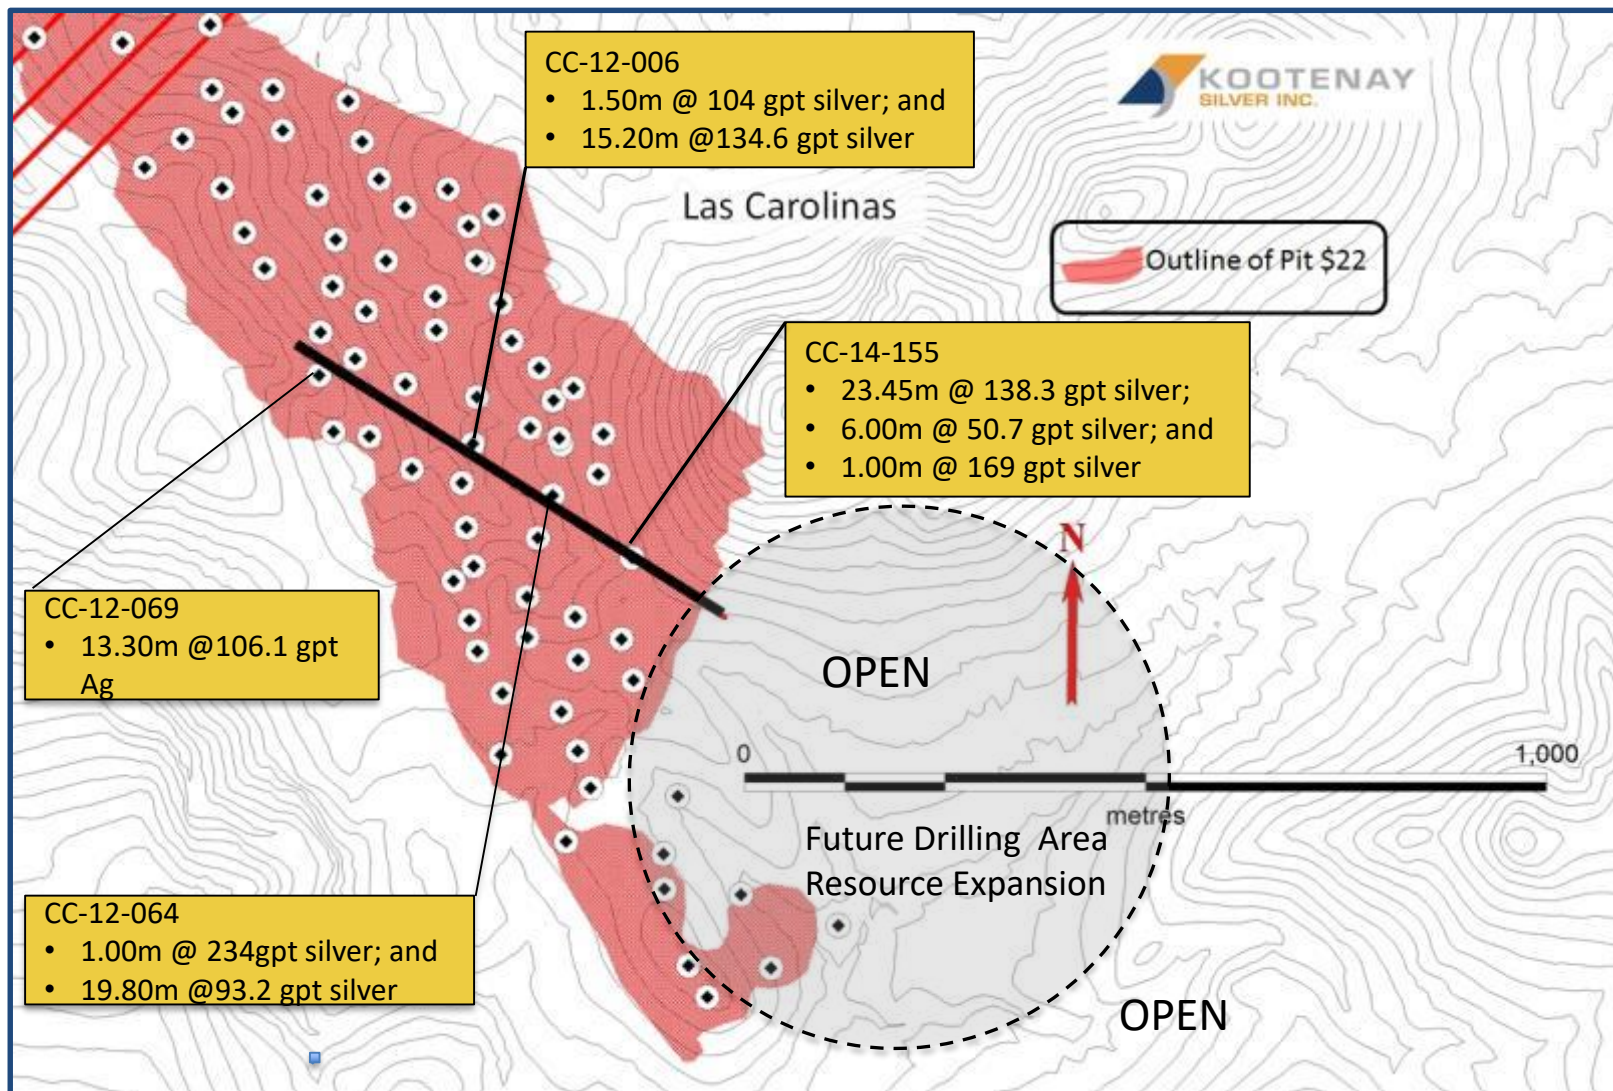 CC-12-006
• 1.50m @ 104 gpt silver; and
• 15.20m @134.6 gpt silver
KOOTENAY
SILVER INC.
Las Carolinas
Outline of Pit $22
CC-14-155
• 23.45m @ 138.3 gpt silver;
• 6.00m @ 50.7 gpt silver; and
• 1.00m @ 169 gpt silver
N
CC-12-069
• 13.30m @106.1 gpt
Ag
OPEN
0
1,000
metres
Future Drilling Area
Resource Expansion
CC-12-064
• 1.00m @ 234gpt silver; and
• 19.80m @93.2 gpt silver
OPEN